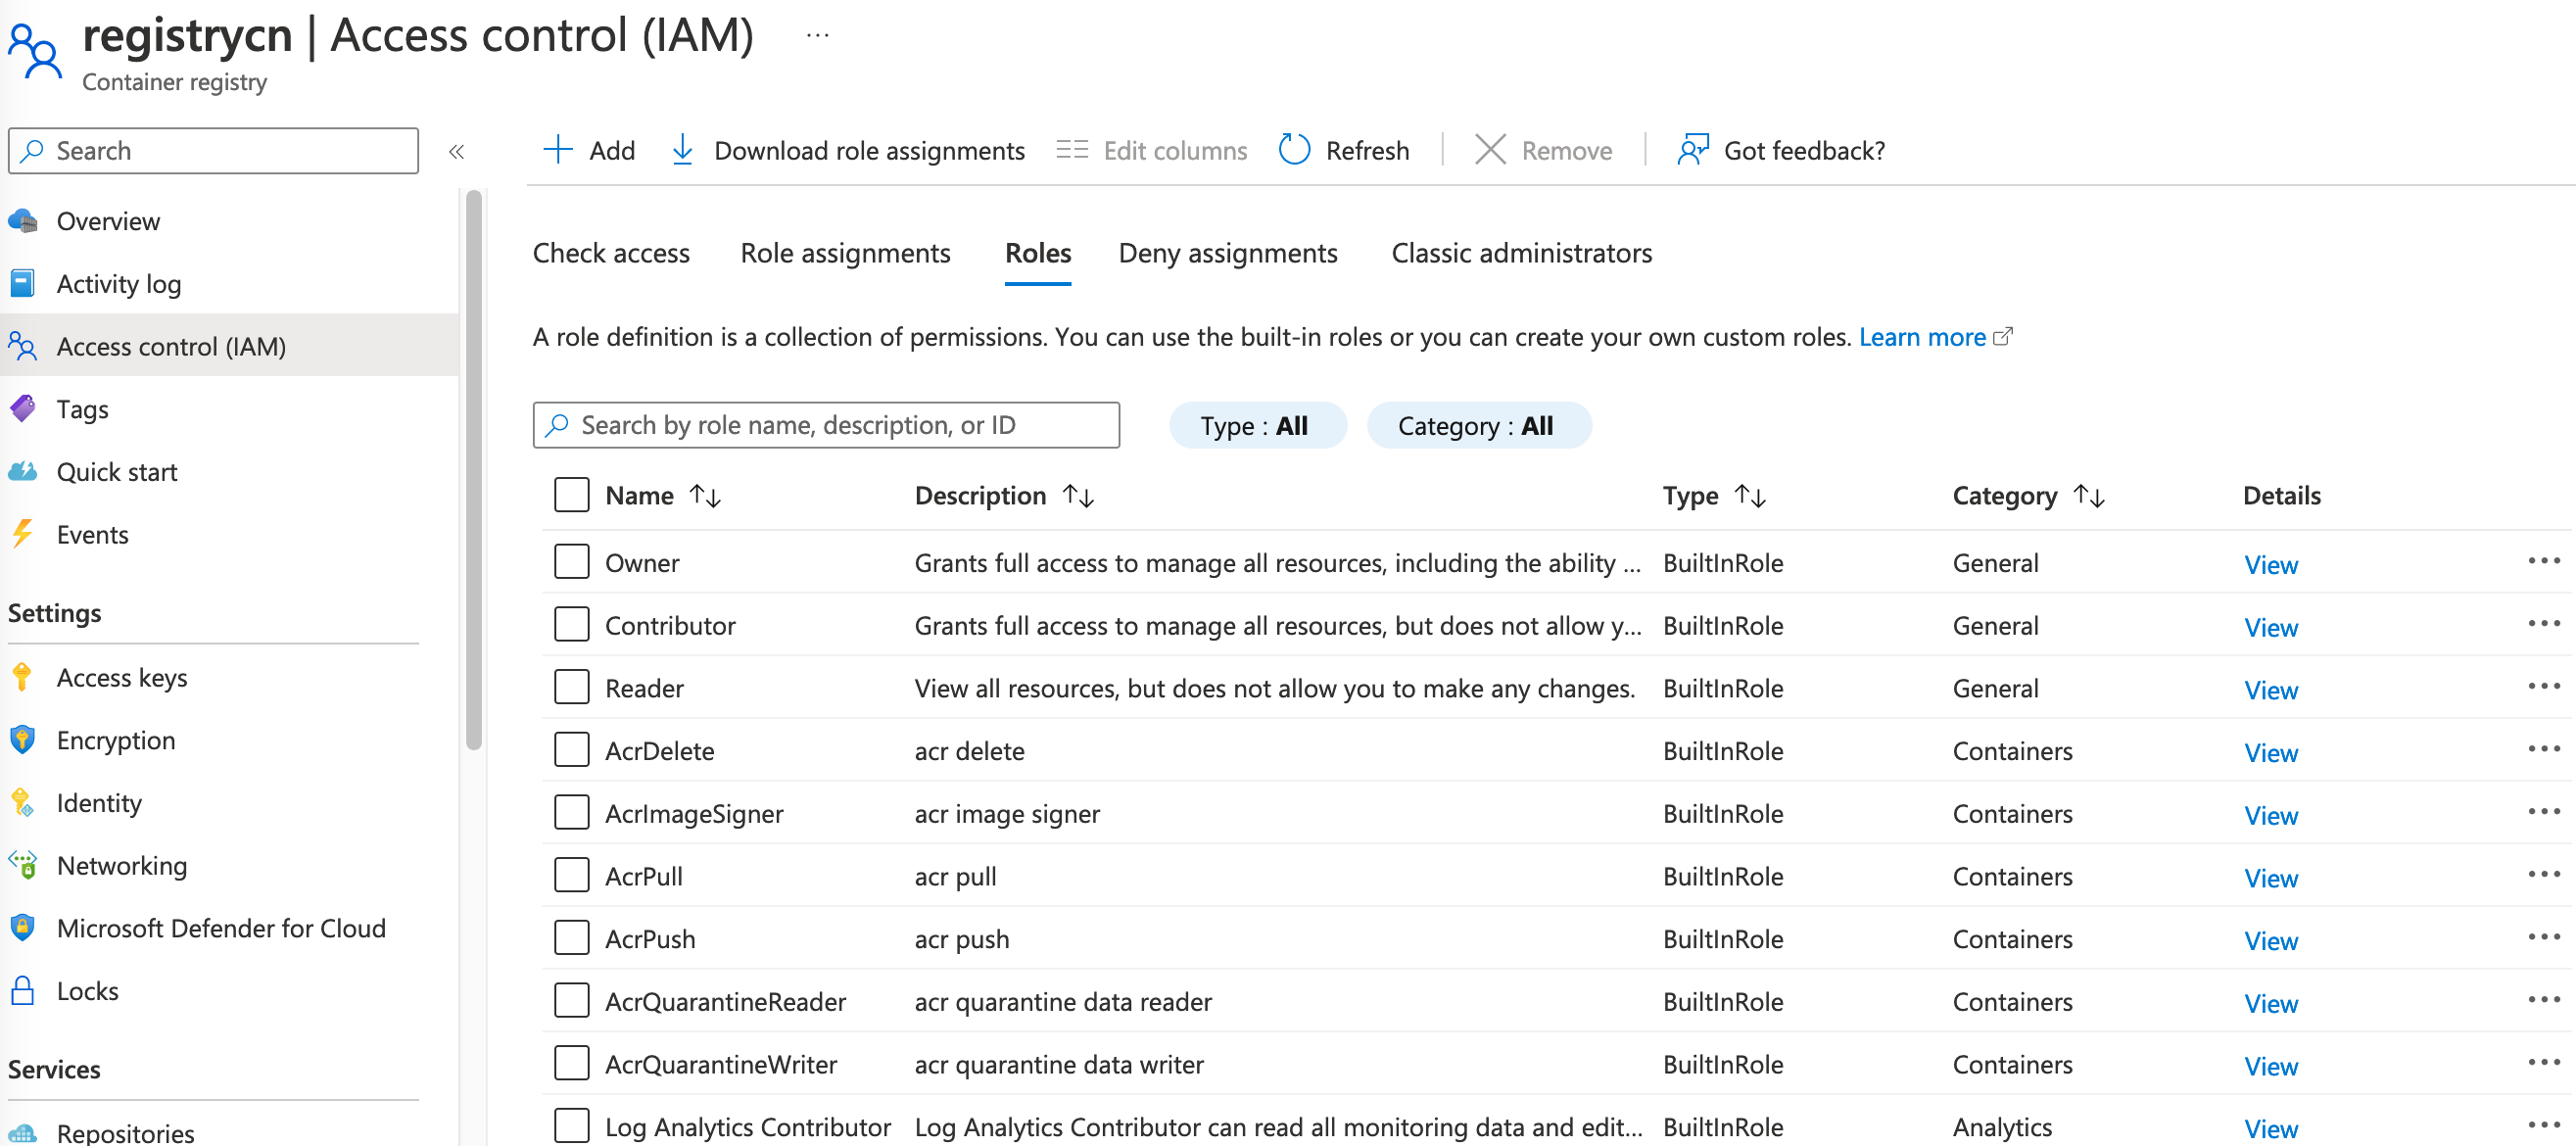 registrycn | Access control (IAM) ...
Container registry
Search
«
Overview
Activity log
Access control (IAM)
Tags
Quick start
Events
Settings
Access keys
Encryption
Identity
Networking
Microsoft Defender for Cloud
Locks
Services
Repositories
Add Download role assignments Edit columns Refresh Remove Got feedback?
Check access Role assignments Roles Deny assignments Classic administrators
A role definition is a collection of permissions. You can use the built-in roles or you can create your own custom roles. Learn more
Search by role name, description, or ID Type : All Category : All
Name ↑↓ Description ↑↓ Type ↑↓ Category ↑↓ Details
Owner Grants full access to manage all resources, including the ability ... BuiltInRole General View ...
Contributor Grants full access to manage all resources, but does not allow y... BuiltInRole General View ...
Reader View all resources, but does not allow you to make any changes. BuiltInRole General View ...
AcrDelete acr delete BuiltInRole Containers View ...
AcrImageSigner acr image signer BuiltInRole Containers View ...
AcrPull acr pull BuiltInRole Containers View ...
AcrPush acr push BuiltInRole Containers View ...
AcrQuarantineReader acr quarantine data reader BuiltInRole Containers View ...
AcrQuarantineWriter acr quarantine data writer BuiltInRole Containers View ...
Log Analytics Contributor Log Analytics Contributor can read all monitoring data and edit... BuiltInRole Analytics View ...